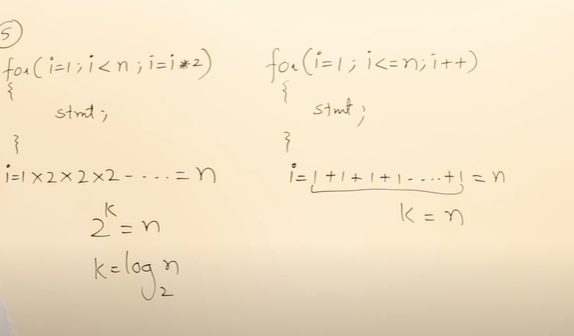 5
for(i=1;i<n;i=i*2)
{
stmt;
}
i=1×2×2×2-....=n
2^k=n
k=log₂n
for(i=1;i<=n;i++)
{
stmt;
}
i=1+1+1+1-....+1=n
k=n